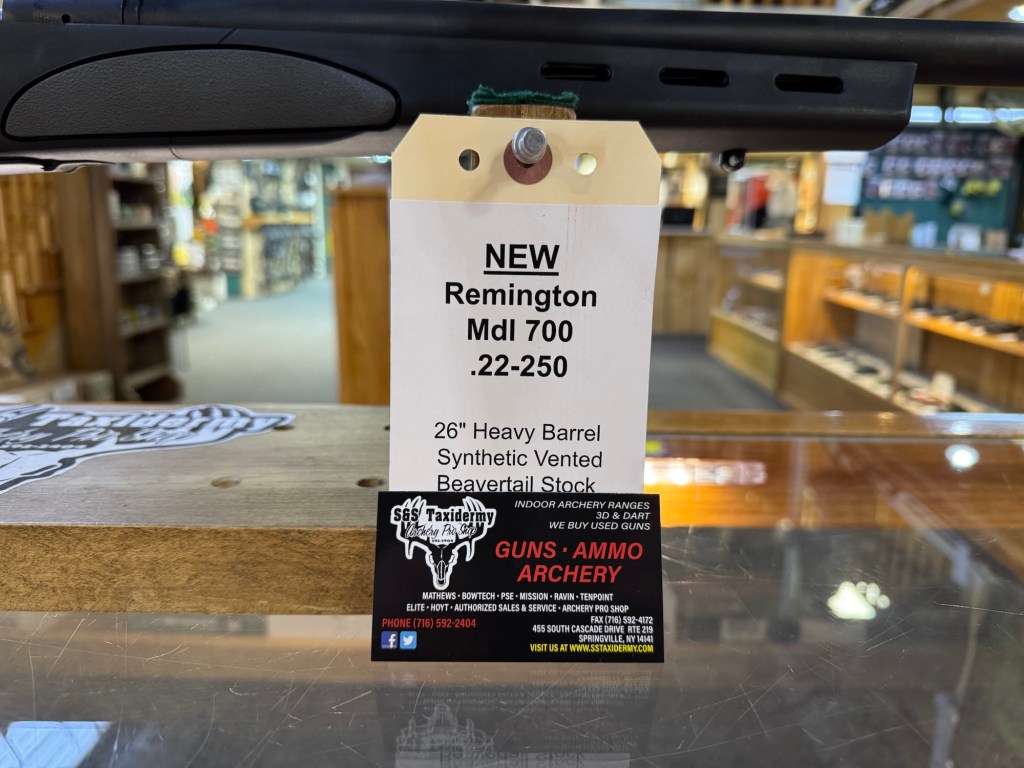 NEW
Remington
Mdl 700
.22-250
26" Heavy Barrel
Synthetic Vented
Beavertail Stock
S&S Taxidermy
Archery Pro Shop
INDOOR ARCHERY RANGES
3D & DART
WE BUY USED GUNS
GUNS · AMMO
ARCHERY
MATHEWS · BOWTECH · PSE · MISSION · RAVIN · TENPOINT
ELITE · HOYT · AUTHORIZED SALES & SERVICE · ARCHERY PRO SHOP
PHONE (716) 592-2404
FAX (716) 592-4172
455 SOUTH CASCADE DRIVE RTE 219
SPRINGVILLE, NY 14141
VISIT US AT WWW.SSTAXIDERMY.COM
Taxidermy